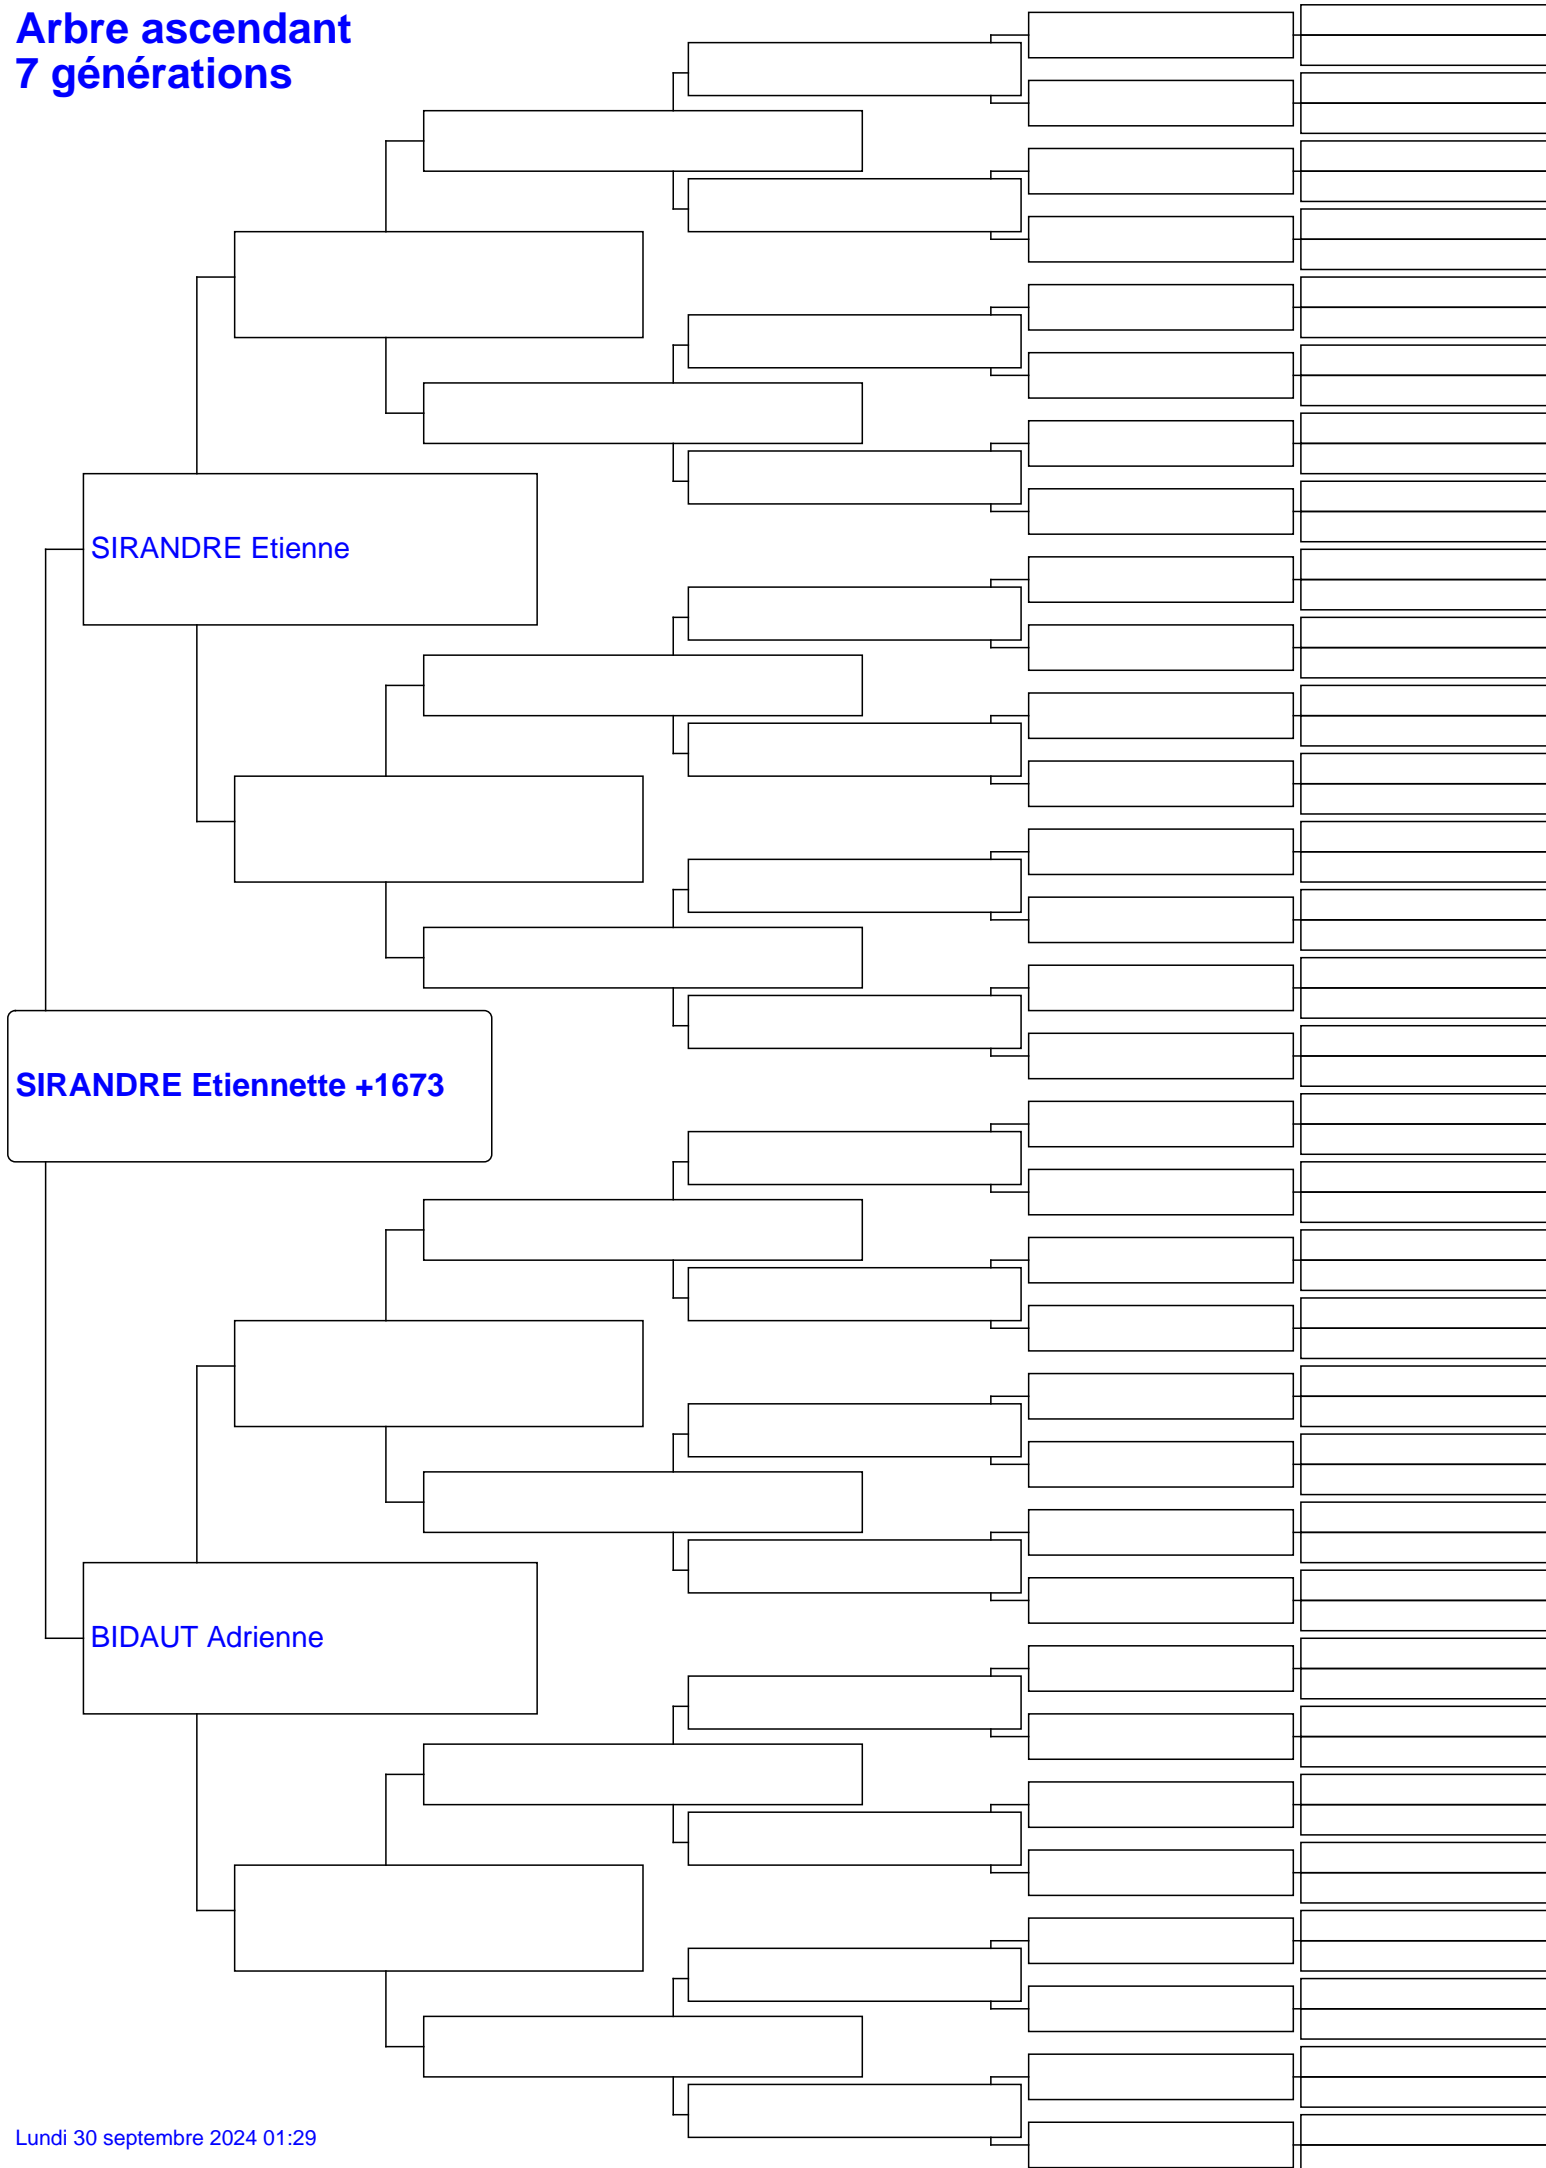 Arbre ascendant
7 générations
SIRANDRE Etienne
SIRANDRE Etiennette +1673
BIDAUT Adrienne
Lundi 30 septembre 2024 01:29